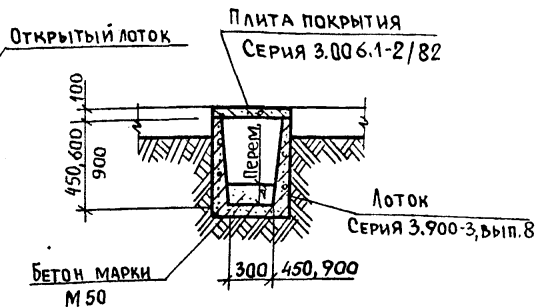 Открытый лоток
Плита покрытия
Серия 3.006.1-2/82
100
450,600
900
Перем.
Лоток
Серия 3.900-3, вып. 8
Бетон марки
М 50
300
450,900